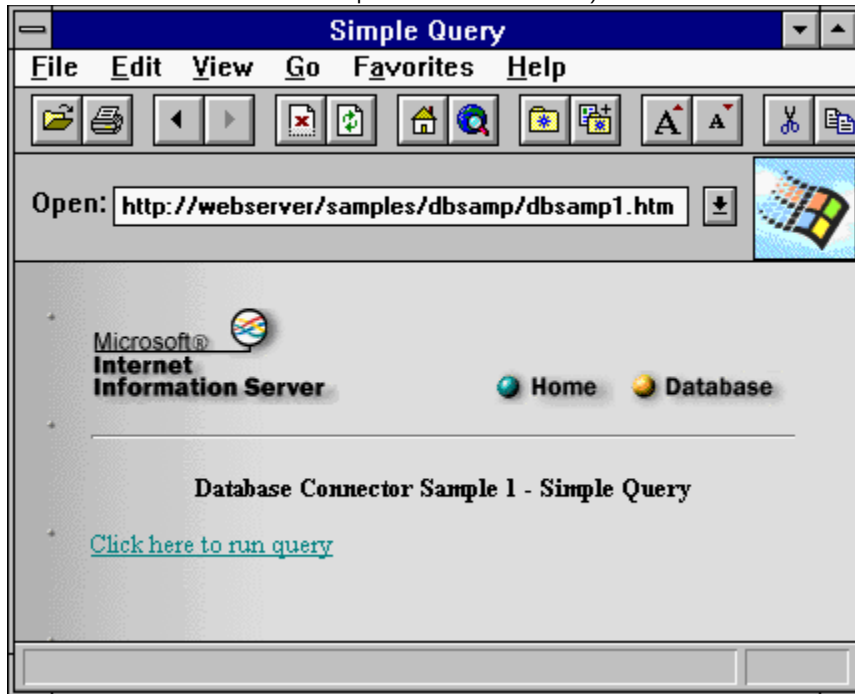 Simple Query
File Edit View Go Favorites Help
A A
Open: http://webserver/samples/dbsamp/dbsamp1.htm
Microsoft®
Internet
Information Server
Home Database
Database Connector Sample 1 - Simple Query
Click here to run query